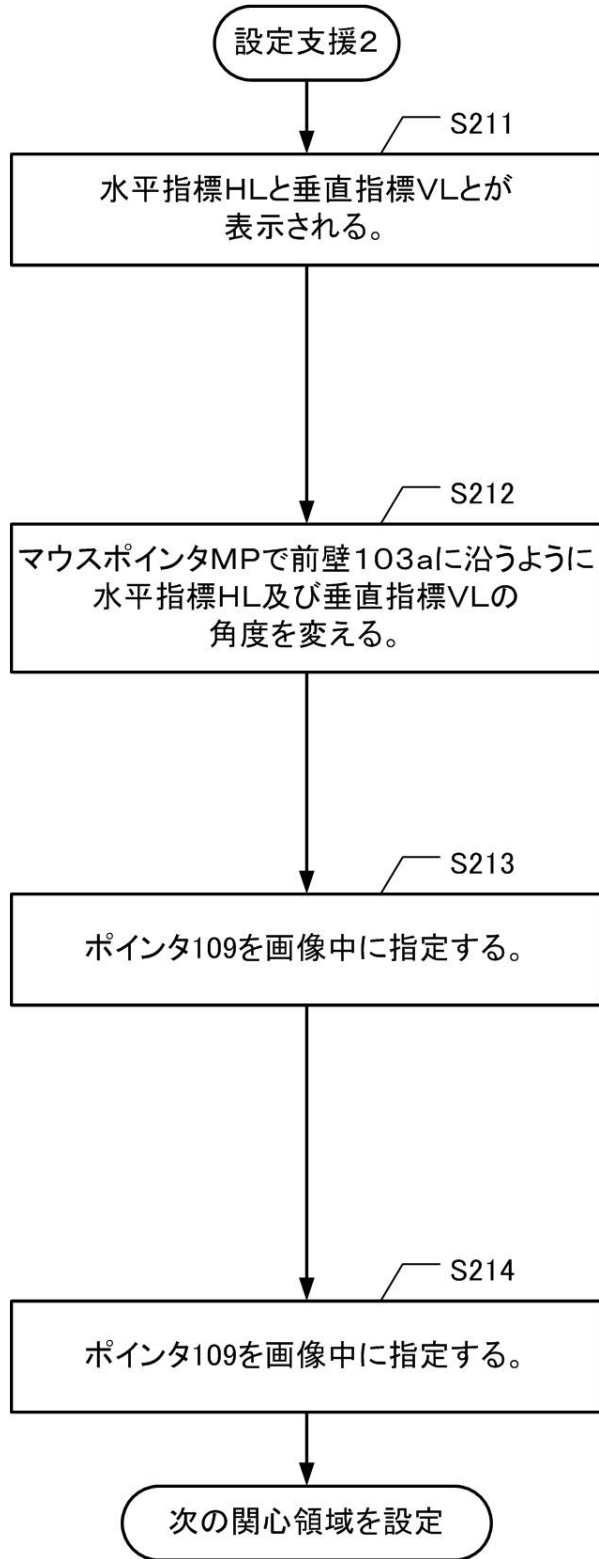 設定支援2
S211
水平指標HLと垂直指標VLとが
表示される。
S212
マウスポインタMPで前壁103aに沿うように
水平指標HL及び垂直指標VLの
角度を変える。
S213
ポインタ109を画像中に指定する。
S214
ポインタ109を画像中に指定する。
次の関心領域を設定